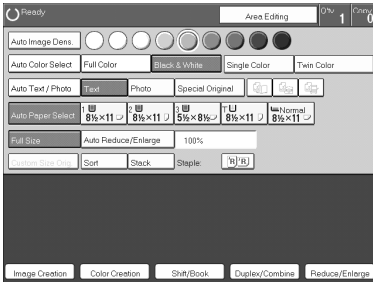 Ready Area Editing Q'ty 1 Copy 0
Auto Image Dens.
Auto Color Select Full Color Black & White Single Color Twin Color
Auto Text / Photo Text Photo Special Original
Auto Paper Select 1 8½×11 2 8½×11 3 5½×8½ T 8½×11 Normal 8½×11
Full Size Auto Reduce/Enlarge 100%
Custom Size Orig. Sort Stack Staple: R R
Image Creation Color Creation Shift/Book Duplex/Combine Reduce/Enlarge